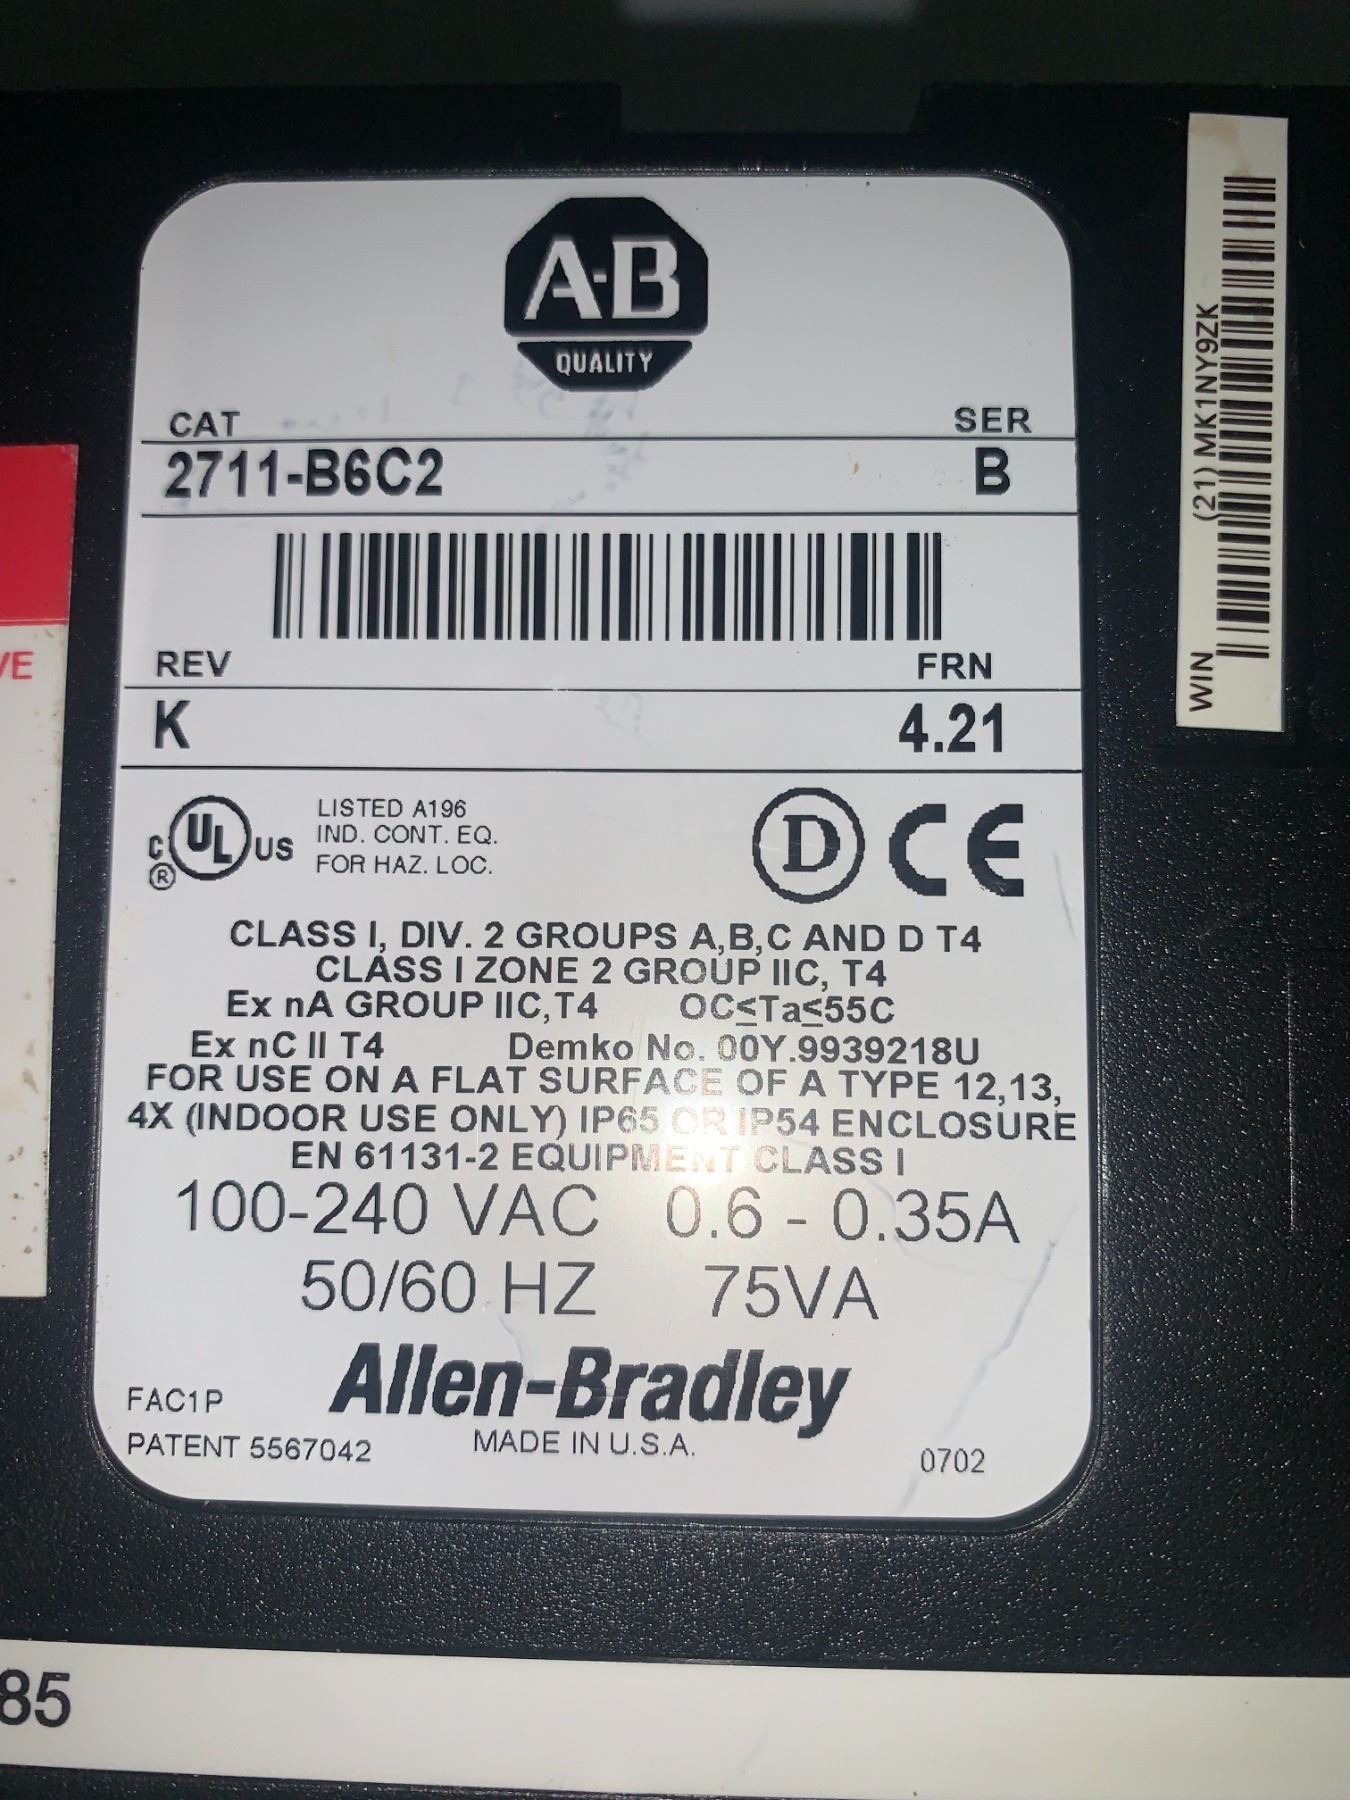 A-B
QUALITY
CAT SER
2711-B6C2 B
REV FRN
K 4.21
C UL US
®
LISTED A196
IND. CONT. EQ.
FOR HAZ. LOC.
D CE
CLASS I, DIV. 2 GROUPS A,B,C AND D T4
CLASS I ZONE 2 GROUP IIC, T4
Ex nA GROUP IIC,T4 OC≤Ta≤55C
Ex nC II T4 Demko No. 00Y.9939218U
FOR USE ON A FLAT SURFACE OF A TYPE 12,13,
4X (INDOOR USE ONLY) IP65 OR IP54 ENCLOSURE
EN 61131-2 EQUIPMENT CLASS I
100-240 VAC 0.6 - 0.35A
50/60 HZ 75VA
Allen-Bradley
FAC1P
PATENT 5567042
MADE IN U.S.A.
0702
WIN (21) MK1NY9ZK
VE
85